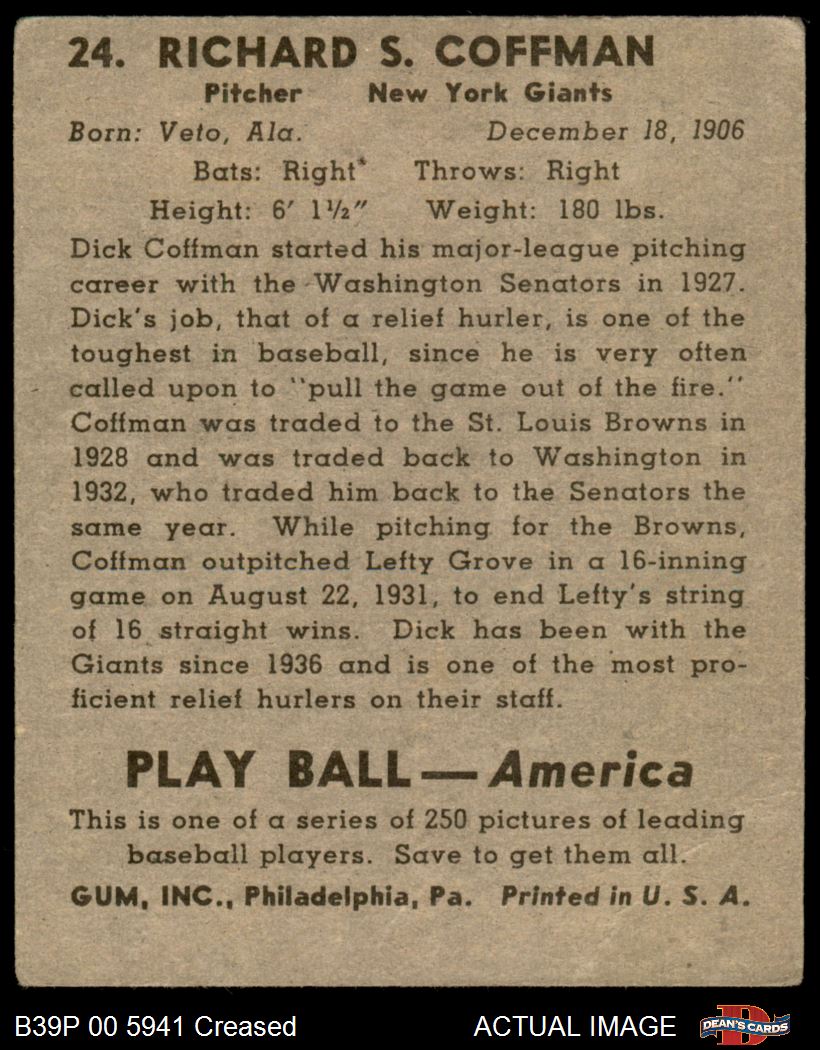 24. RICHARD S. COFFMAN
Pitcher New York Giants
Born: Veto, Ala. December 18, 1906
Bats: Right* Throws: Right
Height: 6′ 1½″ Weight: 180 lbs.
Dick Coffman started his major-league pitching
career with the Washington Senators in 1927.
Dick's job, that of a relief hurler, is one of the
toughest in baseball, since he is very often
called upon to "pull the game out of the fire."
Coffman was traded to the St. Louis Browns in
1928 and was traded back to Washington in
1932, who traded him back to the Senators the
same year. While pitching for the Browns,
Coffman outpitched Lefty Grove in a 16-inning
game on August 22, 1931, to end Lefty's string
of 16 straight wins. Dick has been with the
Giants since 1936 and is one of the most pro-
ficient relief hurlers on their staff.
PLAY BALL — America
This is one of a series of 250 pictures of leading
baseball players. Save to get them all.
GUM, INC., Philadelphia, Pa. Printed in U. S. A.
B39P 00 5941 Creased ACTUAL IMAGE D DEAN'S CARDS